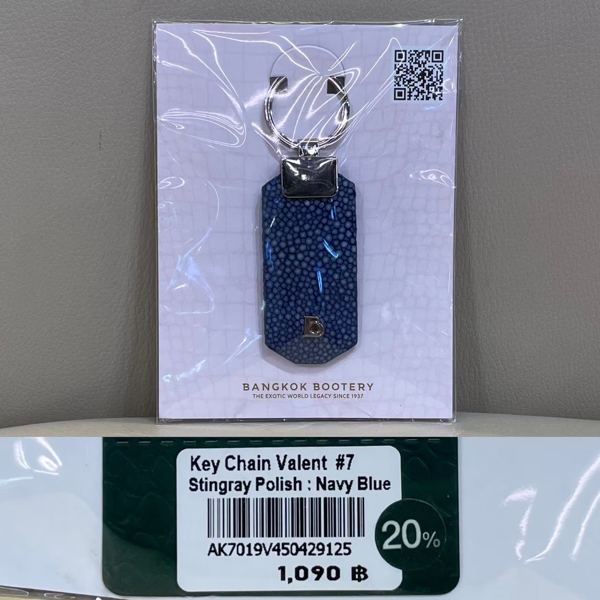 B
BANGKOK BOOTERY
THE EXOTIC WORLD LEGACY SINCE 1937
Key Chain Valent #7
Stingray Polish : Navy Blue
AK7019V450429125
20%
1,090 ฿